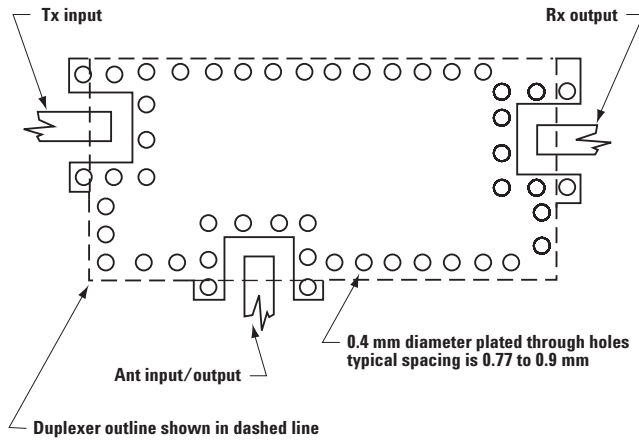 Tx input
Rx output
0.4 mm diameter plated through holes
typical spacing is 0.77 to 0.9 mm
Ant input/output
Duplexer outline shown in dashed line